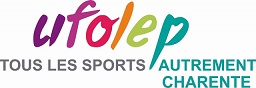 ufolep
TOUS LES SPORTS AUTREMENT
CHARENTE